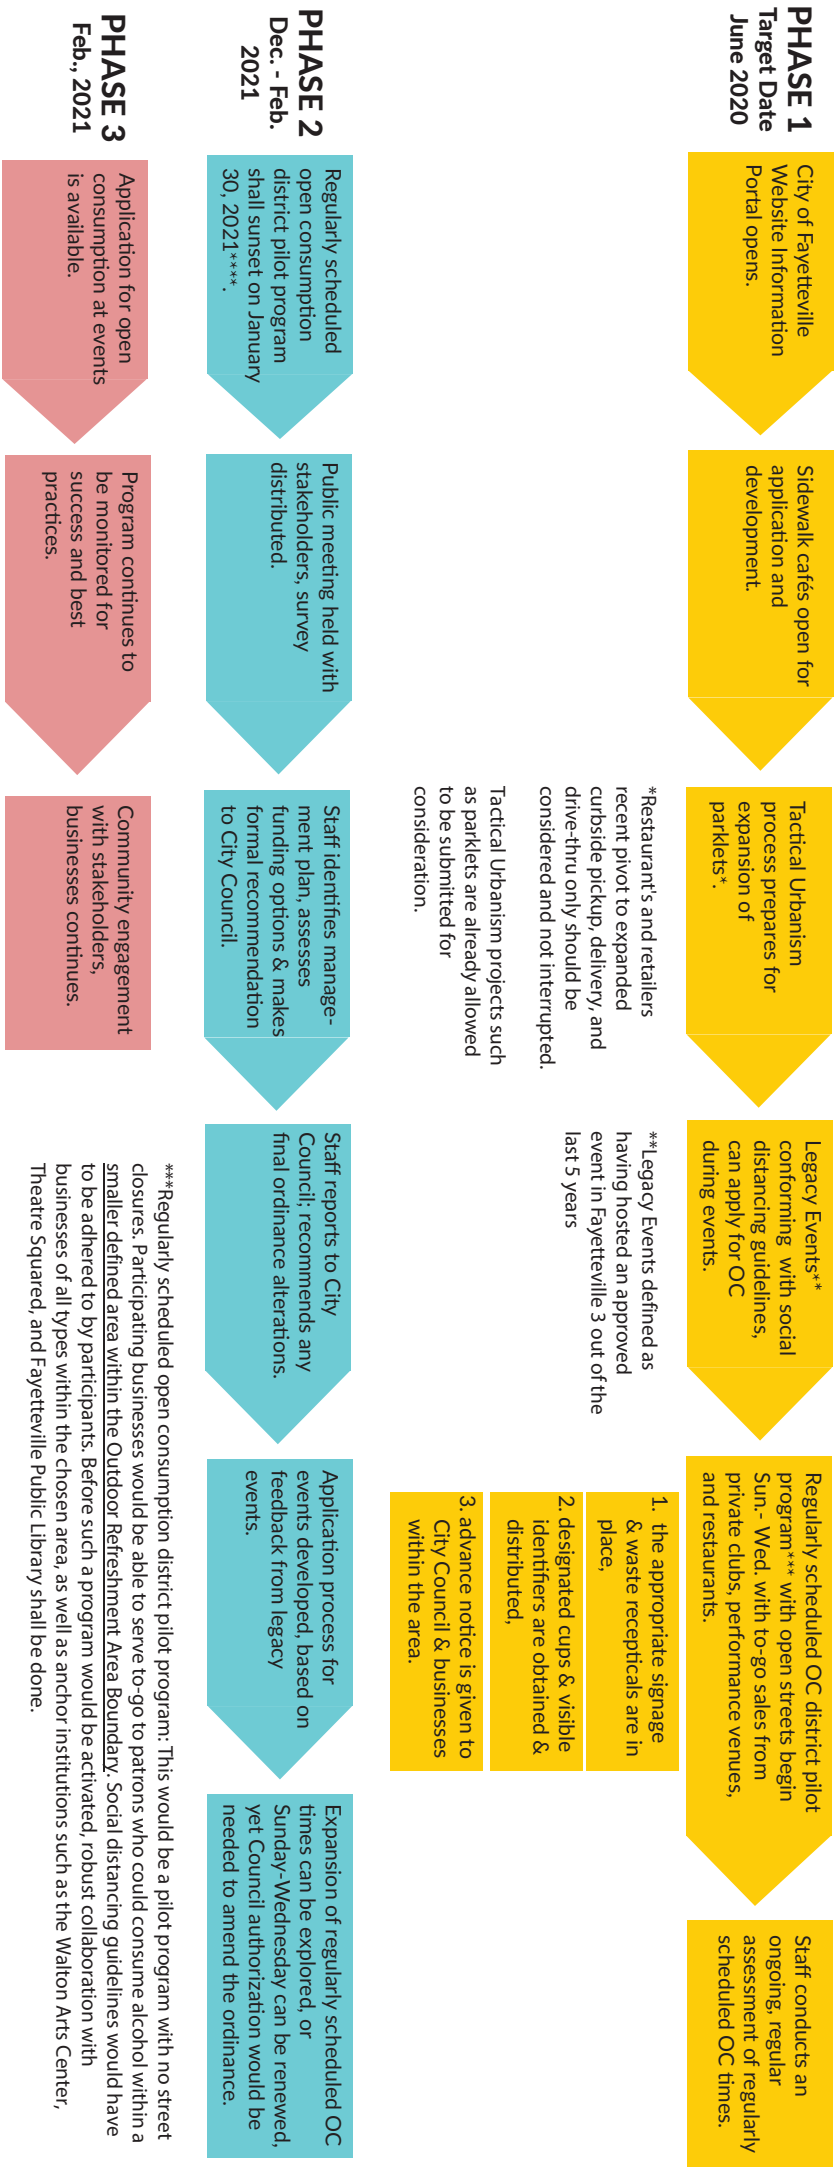 PHASE 1
Target Date
June 2020
City of Fayetteville
Website Information
Portal opens.
Sidewalk cafés open for
application and
development.
Tactical Urbanism
process prepares for
expansion of
parklets*.
Legacy Events**
conforming with social
distancing guidelines,
can apply for OC
during events.
Regularly scheduled OC district pilot
program*** with open streets begin
Sun.- Wed. with to-go sales from
private clubs, performance venues,
and restaurants.
Staff conducts an
ongoing, regular
assessment of regularly
scheduled OC times.
*Restaurant's and retailers
recent pivot to expanded
curbside pickup, delivery, and
drive-thru only should be
considered and not interrupted.
Tactical Urbanism projects such
as parklets are already allowed
to be submitted for
consideration.
**Legacy Events defined as
having hosted an approved
event in Fayetteville 3 out of the
last 5 years
1. the appropriate signage
& waste recepticals are in
place,
2. designated cups & visible
identifiers are obtained &
distributed,
3. advance notice is given to
City Council & businesses
within the area.
PHASE 2
Dec. - Feb.
2021
Regularly scheduled
open consumption
district pilot program
shall sunset on January
30, 2021****.
Public meeting held with
stakeholders, survey
distributed.
Staff identifies manage-
ment plan, assesses
funding options & makes
formal recommendation
to City Council.
Staff reports to City
Council; recommends any
final ordinance alterations.
Application process for
events developed, based on
feedback from legacy
events.
Expansion of regularly scheduled OC
times can be explored, or
Sunday-Wednesday can be renewed,
yet Council authorization would be
needed to amend the ordinance.
PHASE 3
Feb., 2021
Application for open
consumption at events
is available.
Program continues to
be monitored for
success and best
practices.
Community engagement
with stakeholders,
businesses continues.
***Regularly scheduled open consumption district pilot program: This would be a pilot program with no street
closures. Participating businesses would be able to serve to-go to patrons who could consume alcohol within a
smaller defined area within the Outdoor Refreshment Area Boundary. Social distancing guidelines would have
to be adhered to by participants. Before such a program would be activated, robust collaboration with
businesses of all types within the chosen area, as well as anchor institutions such as the Walton Arts Center,
Theatre Squared, and Fayetteville Public Library shall be done.